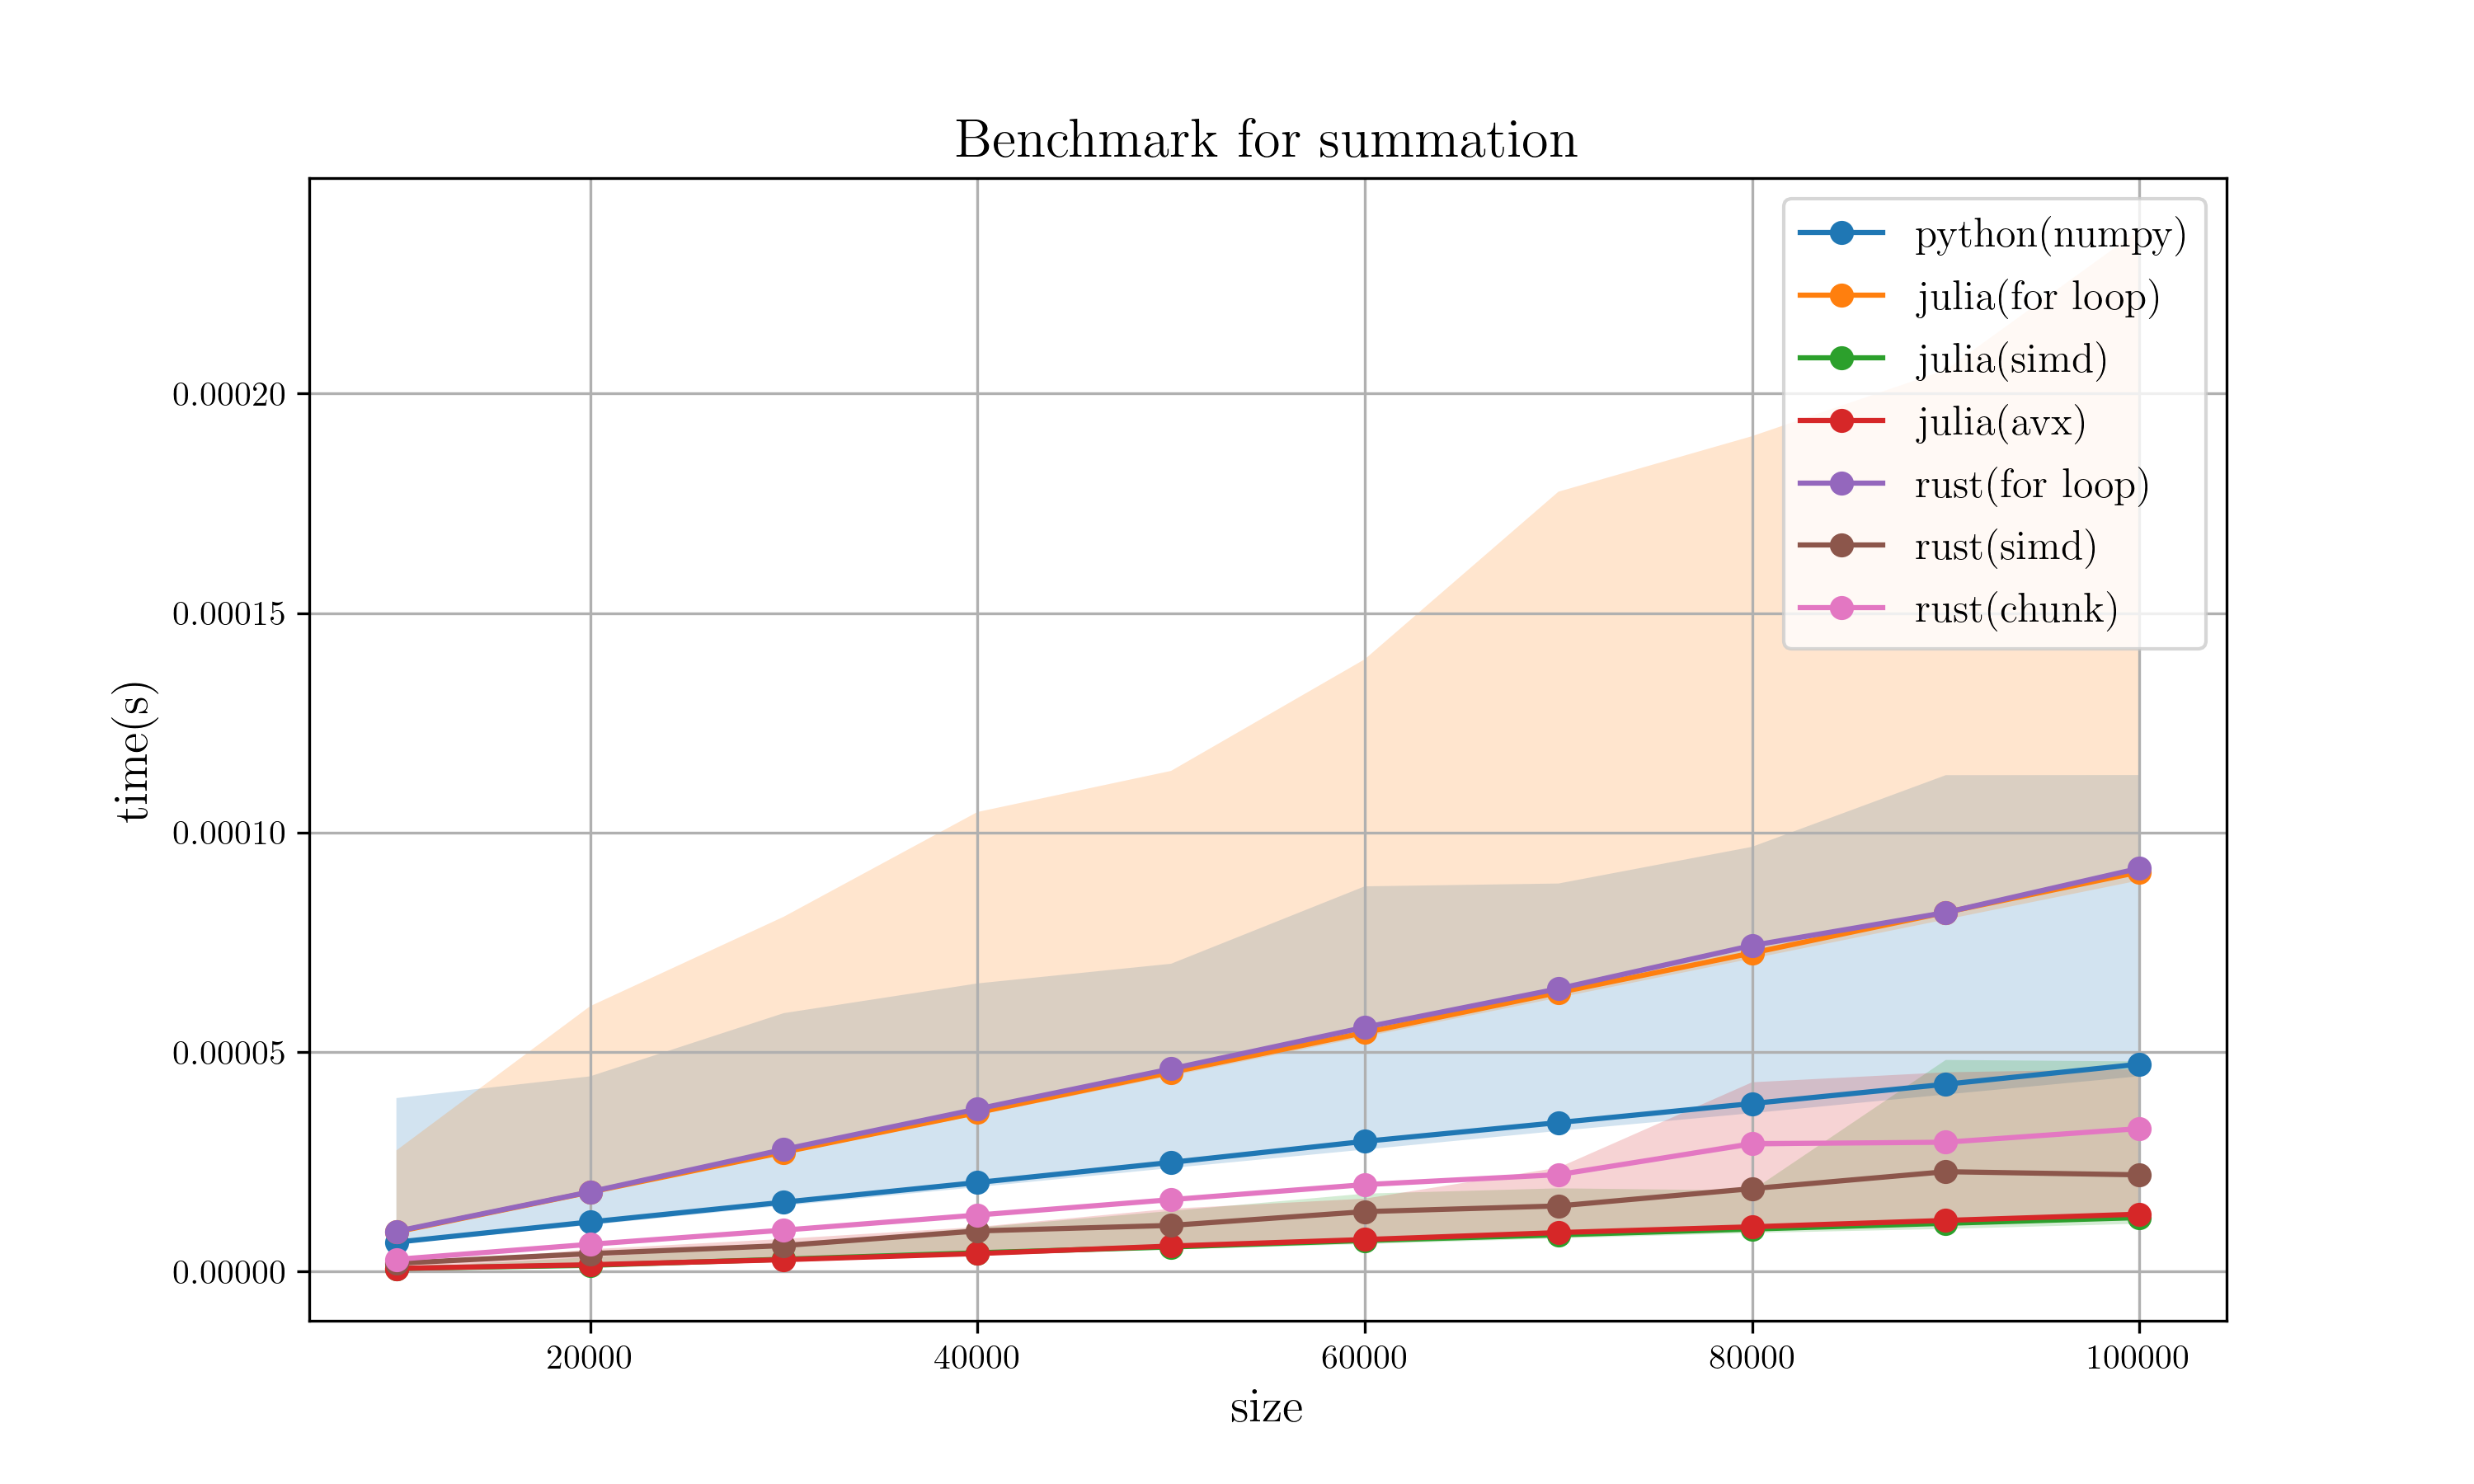 Benchmark for summation
python(numpy)
julia(for loop)
julia(simd)
julia(avx)
rust(for loop)
rust(simd)
rust(chunk)
time(s)
0.00020
0.00015
0.00010
0.00005
0.00000
20000 40000 60000 80000 100000
size